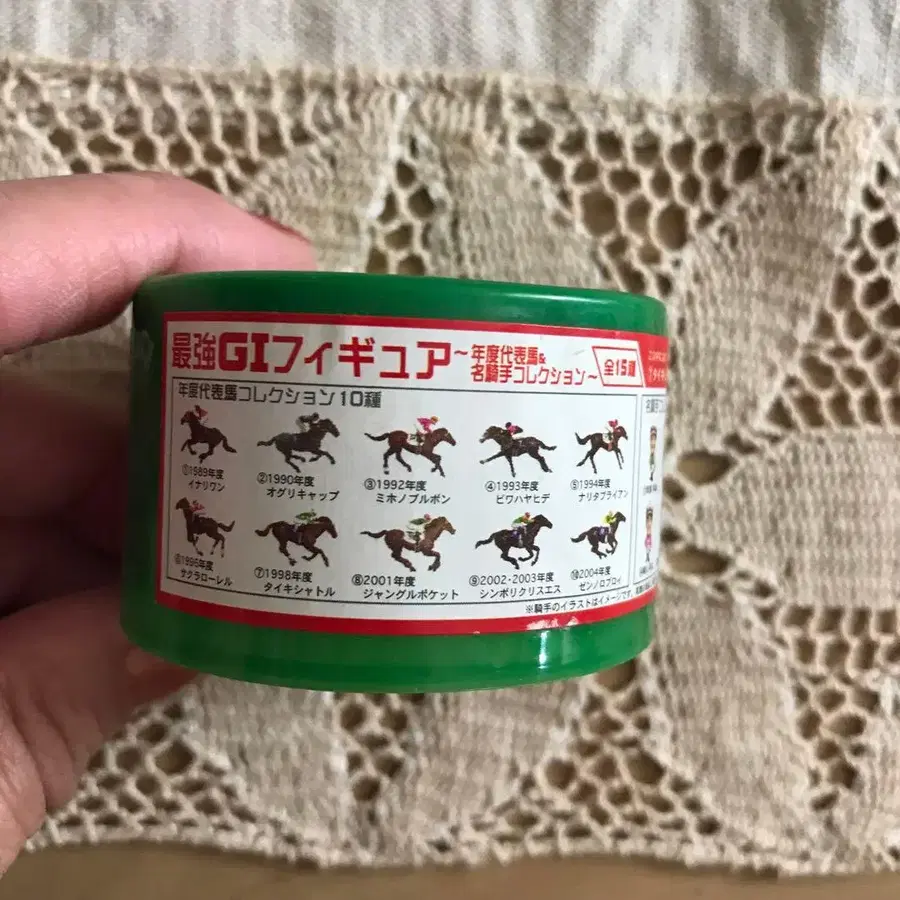 最強GIフィギュア～年度代表馬&
名騎手コレクション～
全15種
年度代表馬コレクション10種
①1989年度
イナリワン
②1990年度
オグリキャップ
③1992年度
ミホノブルボン
④1993年度
ビワハヤヒデ
⑤1994年度
ナリタブライアン
⑥1996年度
サクラローレル
⑦1998年度
タイキシャトル
⑧2001年度
ジャングルポケット
⑨2002・2003年度
シンボリクリスエス
⑩2004年度
ゼンノロブロイ
※騎手のイラストはイメージです。